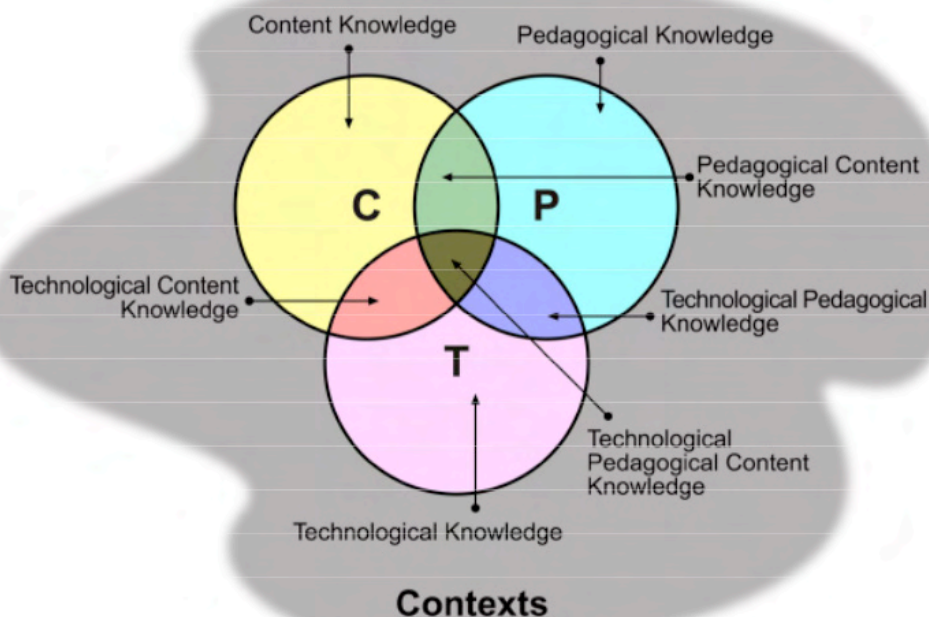 Content Knowledge
Pedagogical Knowledge
Pedagogical Content
Knowledge
C
P
Technological Content
Knowledge
Technological Pedagogical
Knowledge
T
Technological
Pedagogical Content
Knowledge
Technological Knowledge
Contexts